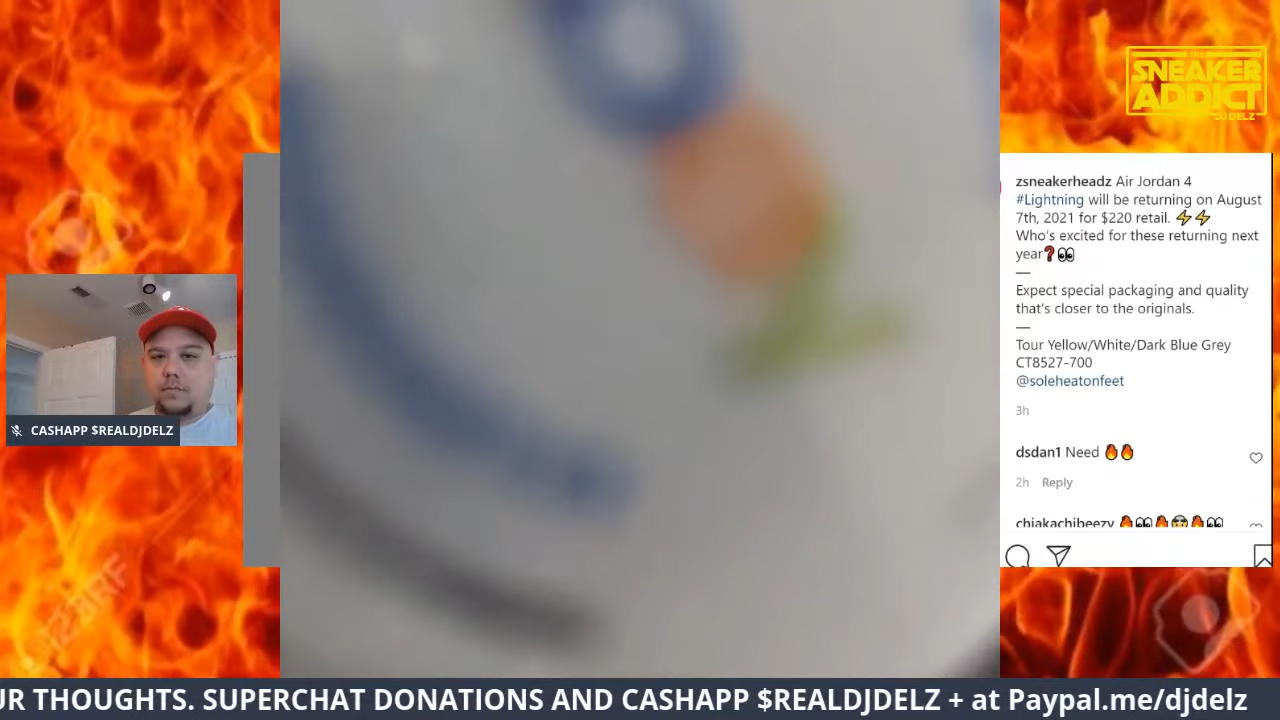 THE
SNEAKER
ADDICT
DJ DELZ
zsneakerheadz Air Jordan 4
#Lightning will be returning on August
7th, 2021 for $220 retail. ⚡⚡
Who's excited for these returning next
year❓👀
—
Expect special packaging and quality
that's closer to the originals.
—
Tour Yellow/White/Dark Blue Grey
CT8527-700
@soleheatonfeet
3h
dsdan1 Need 🔥🔥
2h Reply
chiakachibeezy 🔥👀🔥🤯🔥👀
CASHAPP $REALDJDELZ
UR THOUGHTS. SUPERCHAT DONATIONS AND CASHAPP $REALDJDELZ + at Paypal.me/djdelz